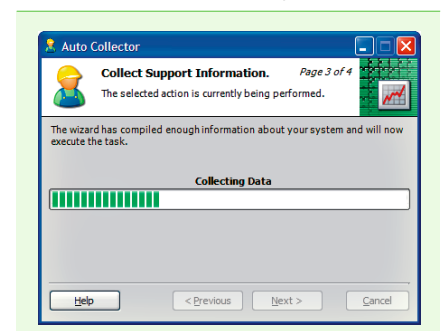 Auto Collector
Collect Support Information. Page 3 of 4
The selected action is currently being performed.
The wizard has compiled enough information about your system and will now
execute the task.
Collecting Data
Help < Previous Next > Cancel